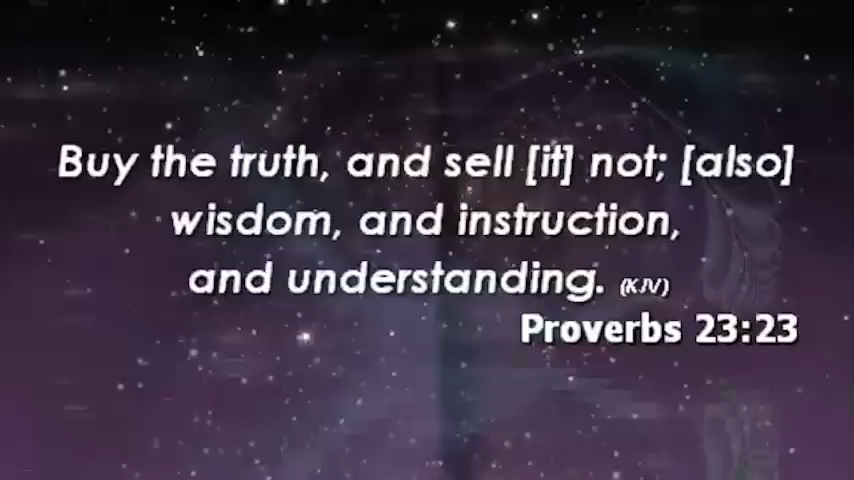 Buy the truth, and sell [it] not; [also]
wisdom, and instruction,
and understanding. (KJV)
Proverbs 23:23